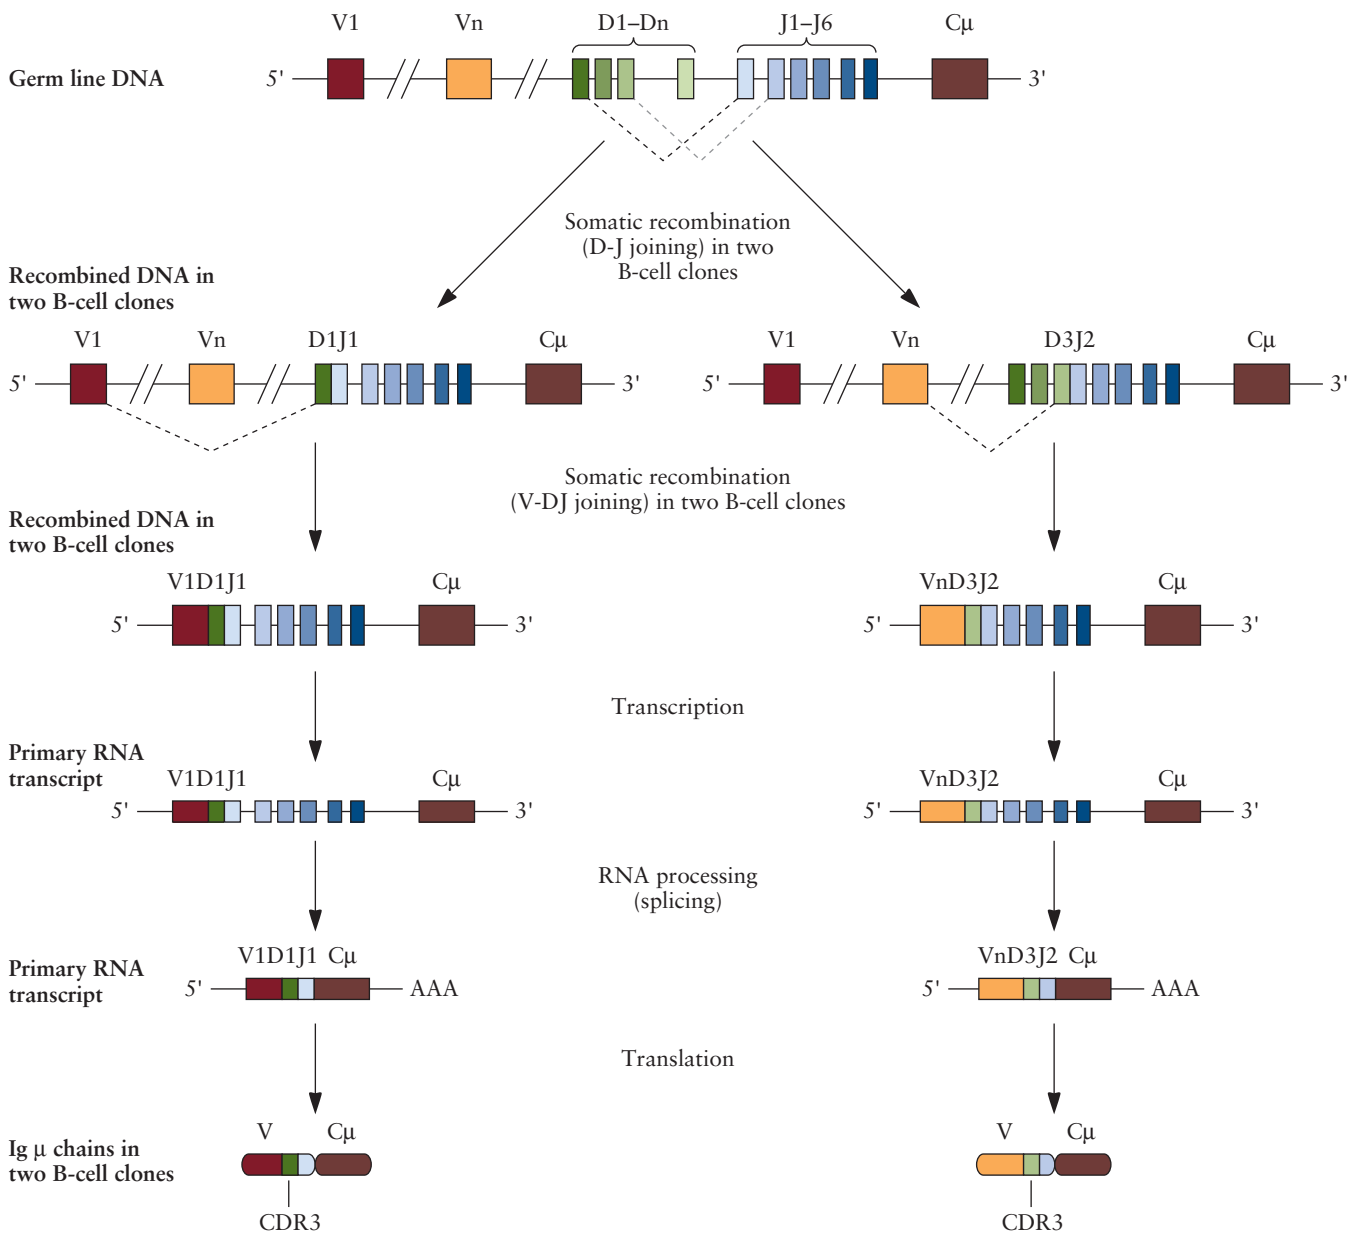 V1 Vn D1–Dn J1–J6 Cμ
Germ line DNA 5' 3'
Somatic recombination
(D-J joining) in two
B-cell clones
Recombined DNA in
two B-cell clones
V1 Vn D1J1 Cμ V1 Vn D3J2 Cμ
5' 3' 5' 3'
Somatic recombination
(V-DJ joining) in two B-cell clones
Recombined DNA in
two B-cell clones
V1D1J1 Cμ VnD3J2 Cμ
5' 3' 5' 3'
Transcription
Primary RNA
transcript
V1D1J1 Cμ VnD3J2 Cμ
5' 3' 5' 3'
RNA processing
(splicing)
Primary RNA
transcript
V1D1J1 Cμ VnD3J2 Cμ
5' AAA 5' AAA
Translation
Ig μ chains in
two B-cell clones
V Cμ V Cμ
CDR3 CDR3